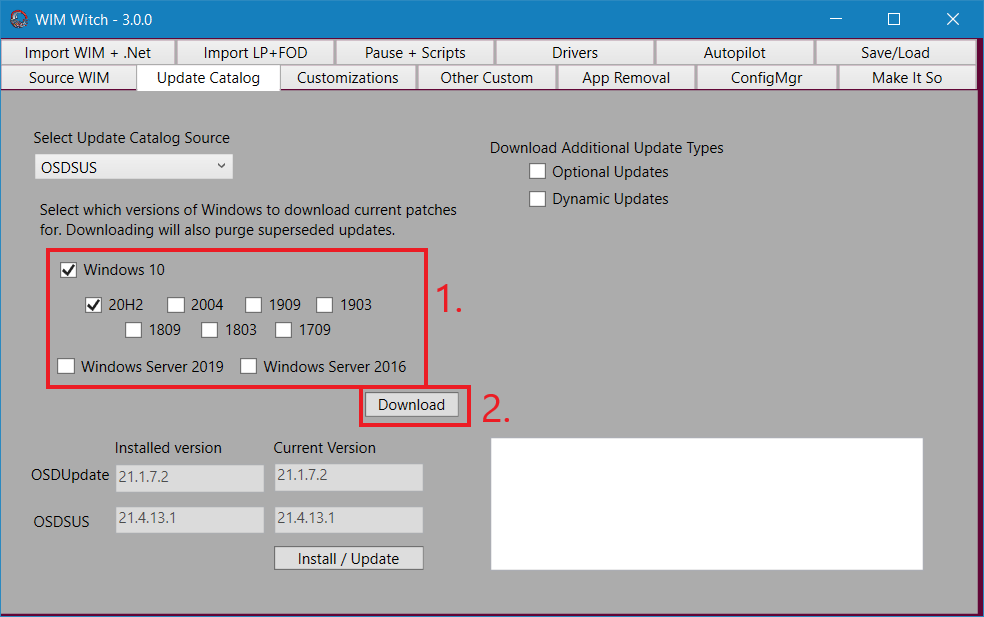 WIM Witch - 3.0.0
Import WIM + .Net Import LP+FOD Pause + Scripts Drivers Autopilot Save/Load
Source WIM Update Catalog Customizations Other Custom App Removal ConfigMgr Make It So
Select Update Catalog Source
OSDSUS
Download Additional Update Types
Optional Updates
Dynamic Updates
Select which versions of Windows to download current patches
for. Downloading will also purge superseded updates.
Windows 10
20H2 2004 1909 1903
1809 1803 1709
Windows Server 2019 Windows Server 2016
1.
Download
2.
Installed version Current Version
OSDUpdate 21.1.7.2 21.1.7.2
OSDSUS 21.4.13.1 21.4.13.1
Install / Update